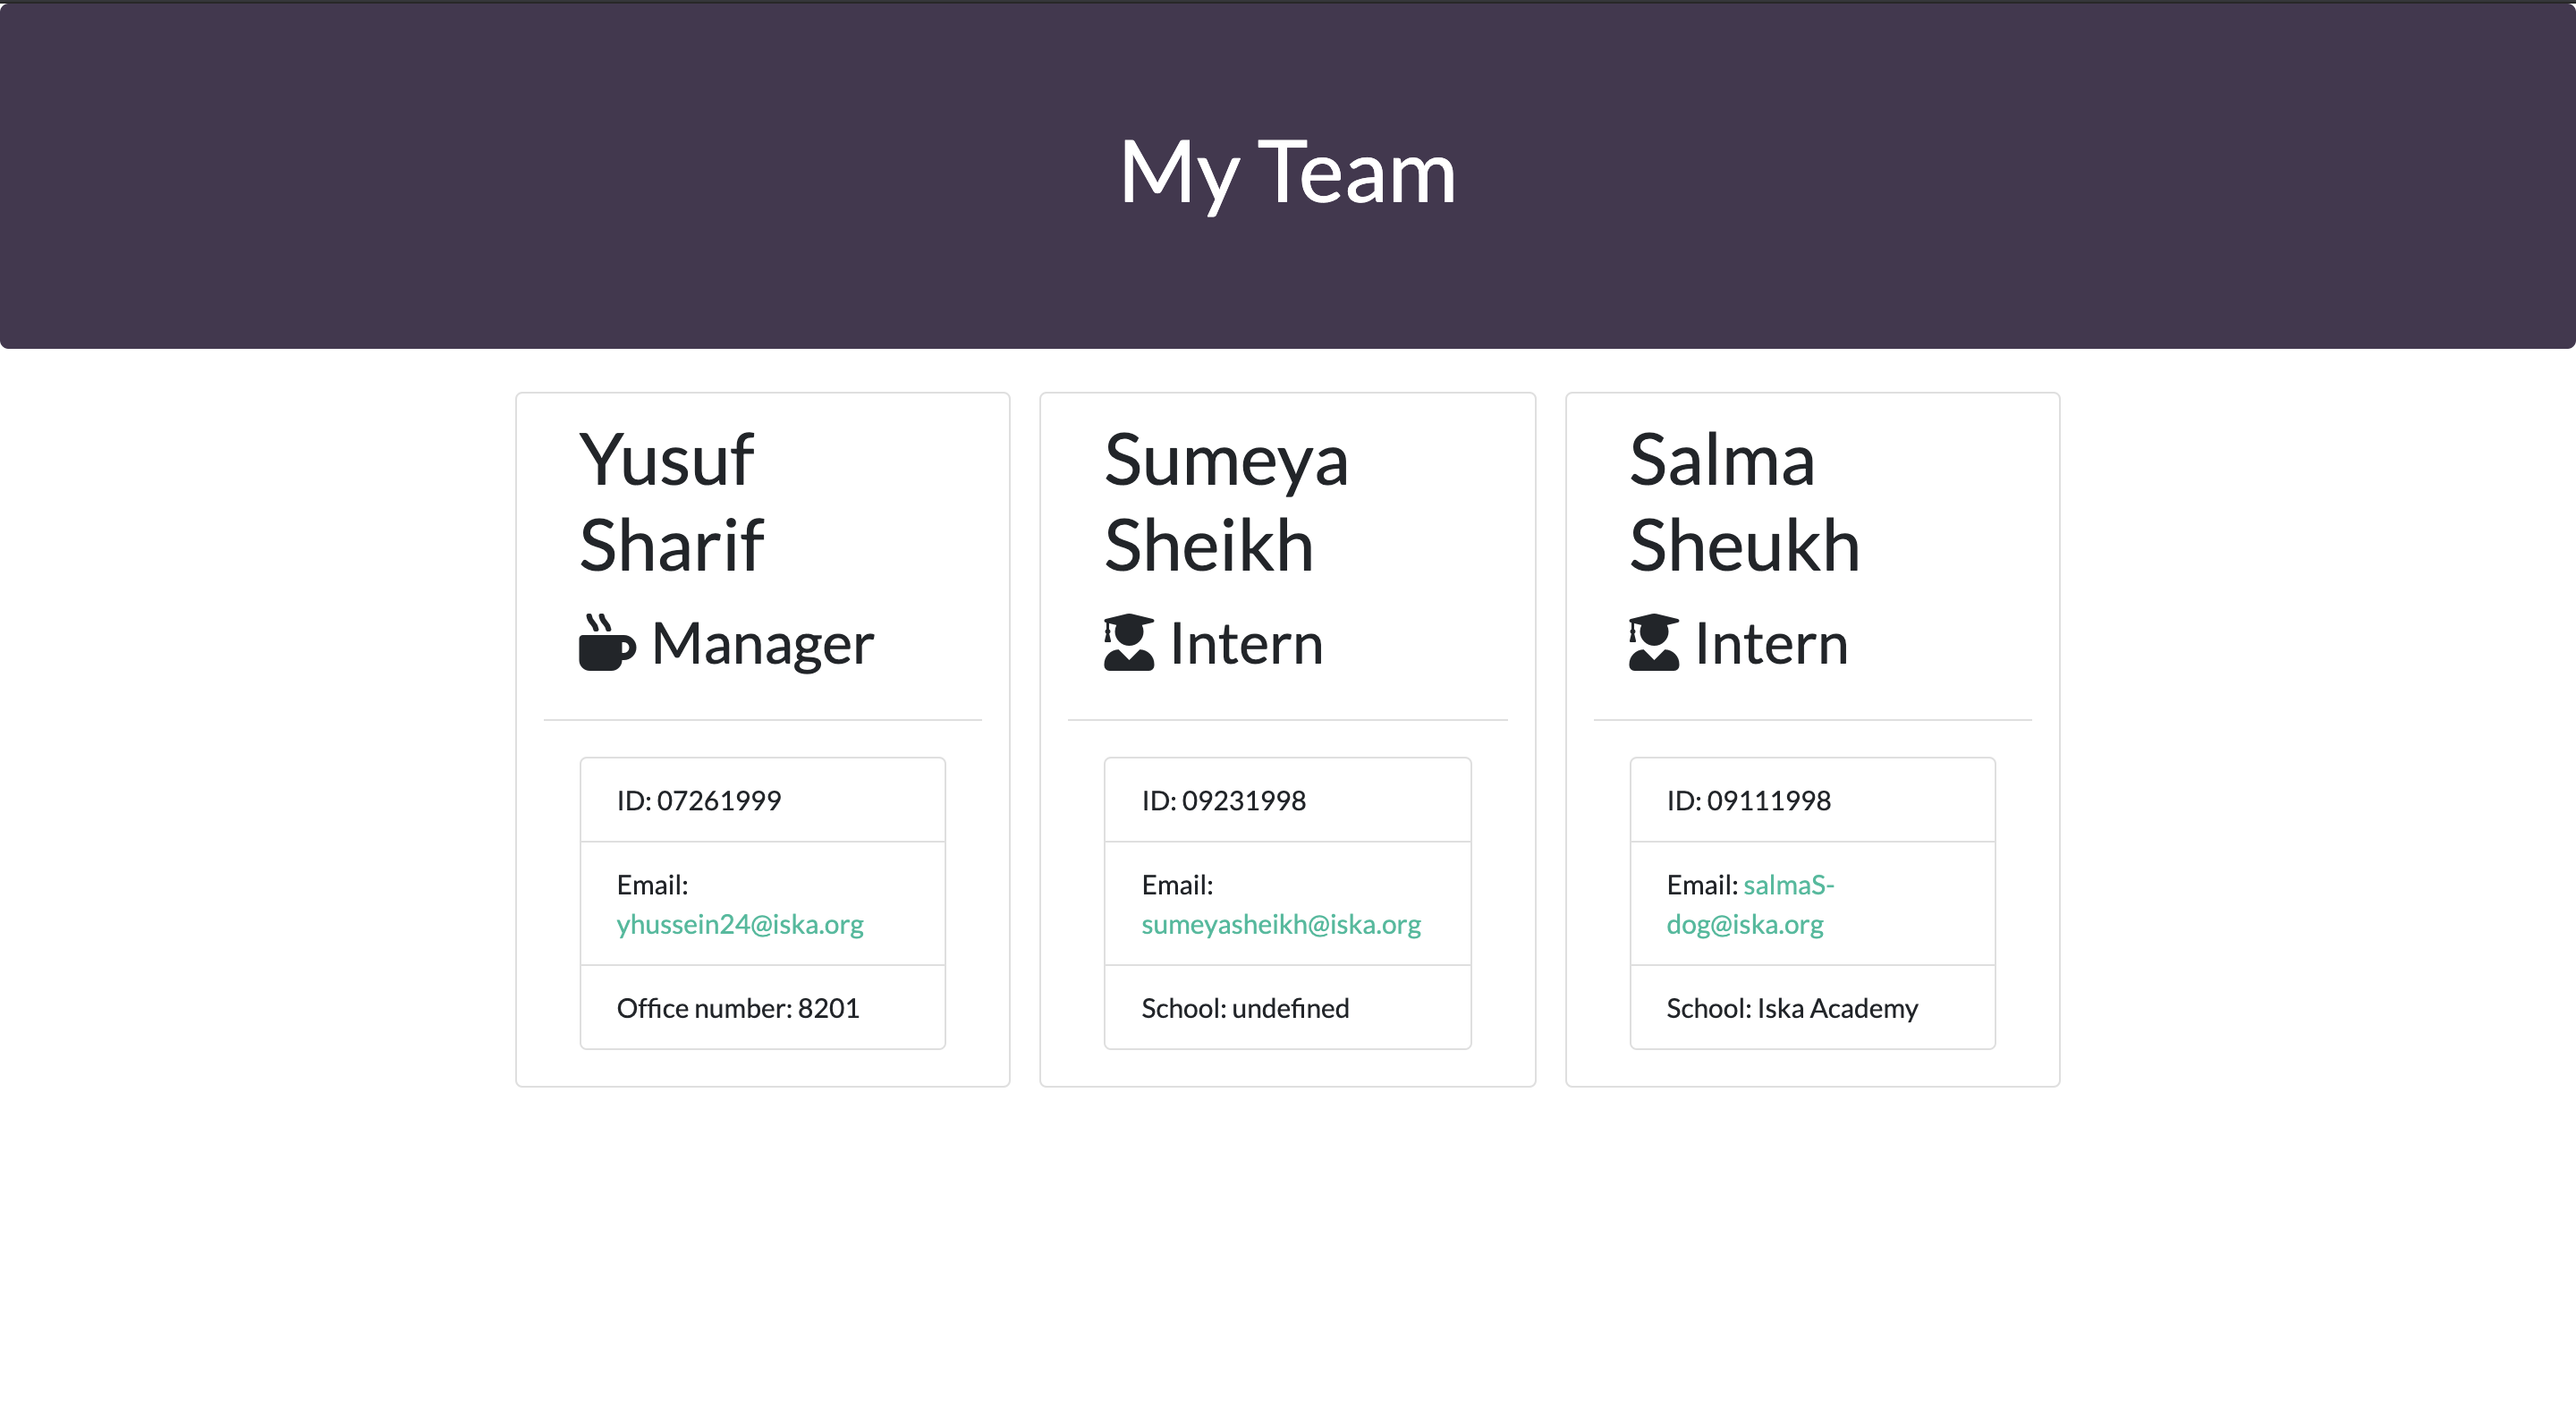 My Team
Yusuf
Sharif
Manager
ID: 07261999
Email:
yhussein24@iska.org
Office number: 8201
Sumeya
Sheikh
Intern
ID: 09231998
Email:
sumeyasheikh@iska.org
School: undefined
Salma
Sheukh
Intern
ID: 09111998
Email: salmaS-
dog@iska.org
School: Iska Academy